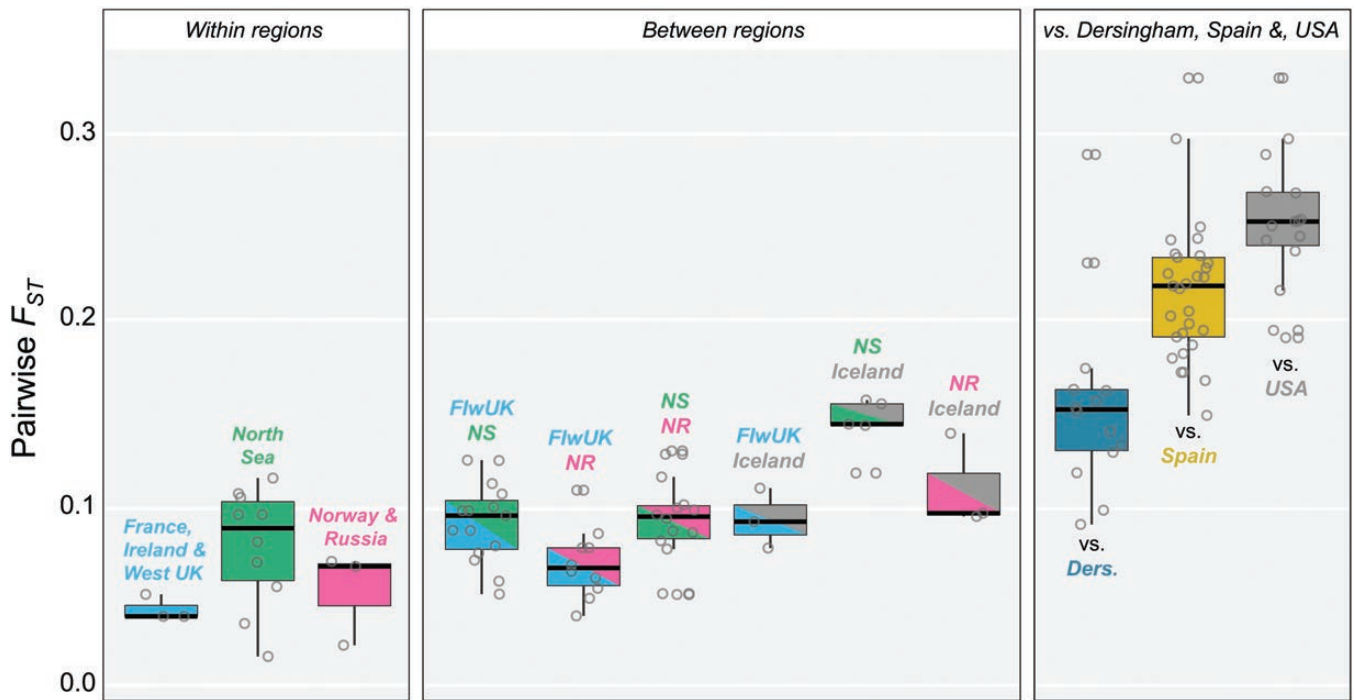 Within regions
Between regions
vs. Dersingham, Spain &, USA
Pairwise FST
0.3
0.2
0.1
0.0
France,
Ireland &
West UK
North
Sea
Norway &
Russia
FIwUK
NS
FIwUK
NR
NS
NR
FIwUK
Iceland
NS
Iceland
NR
Iceland
vs.
Ders.
vs.
Spain
vs.
USA